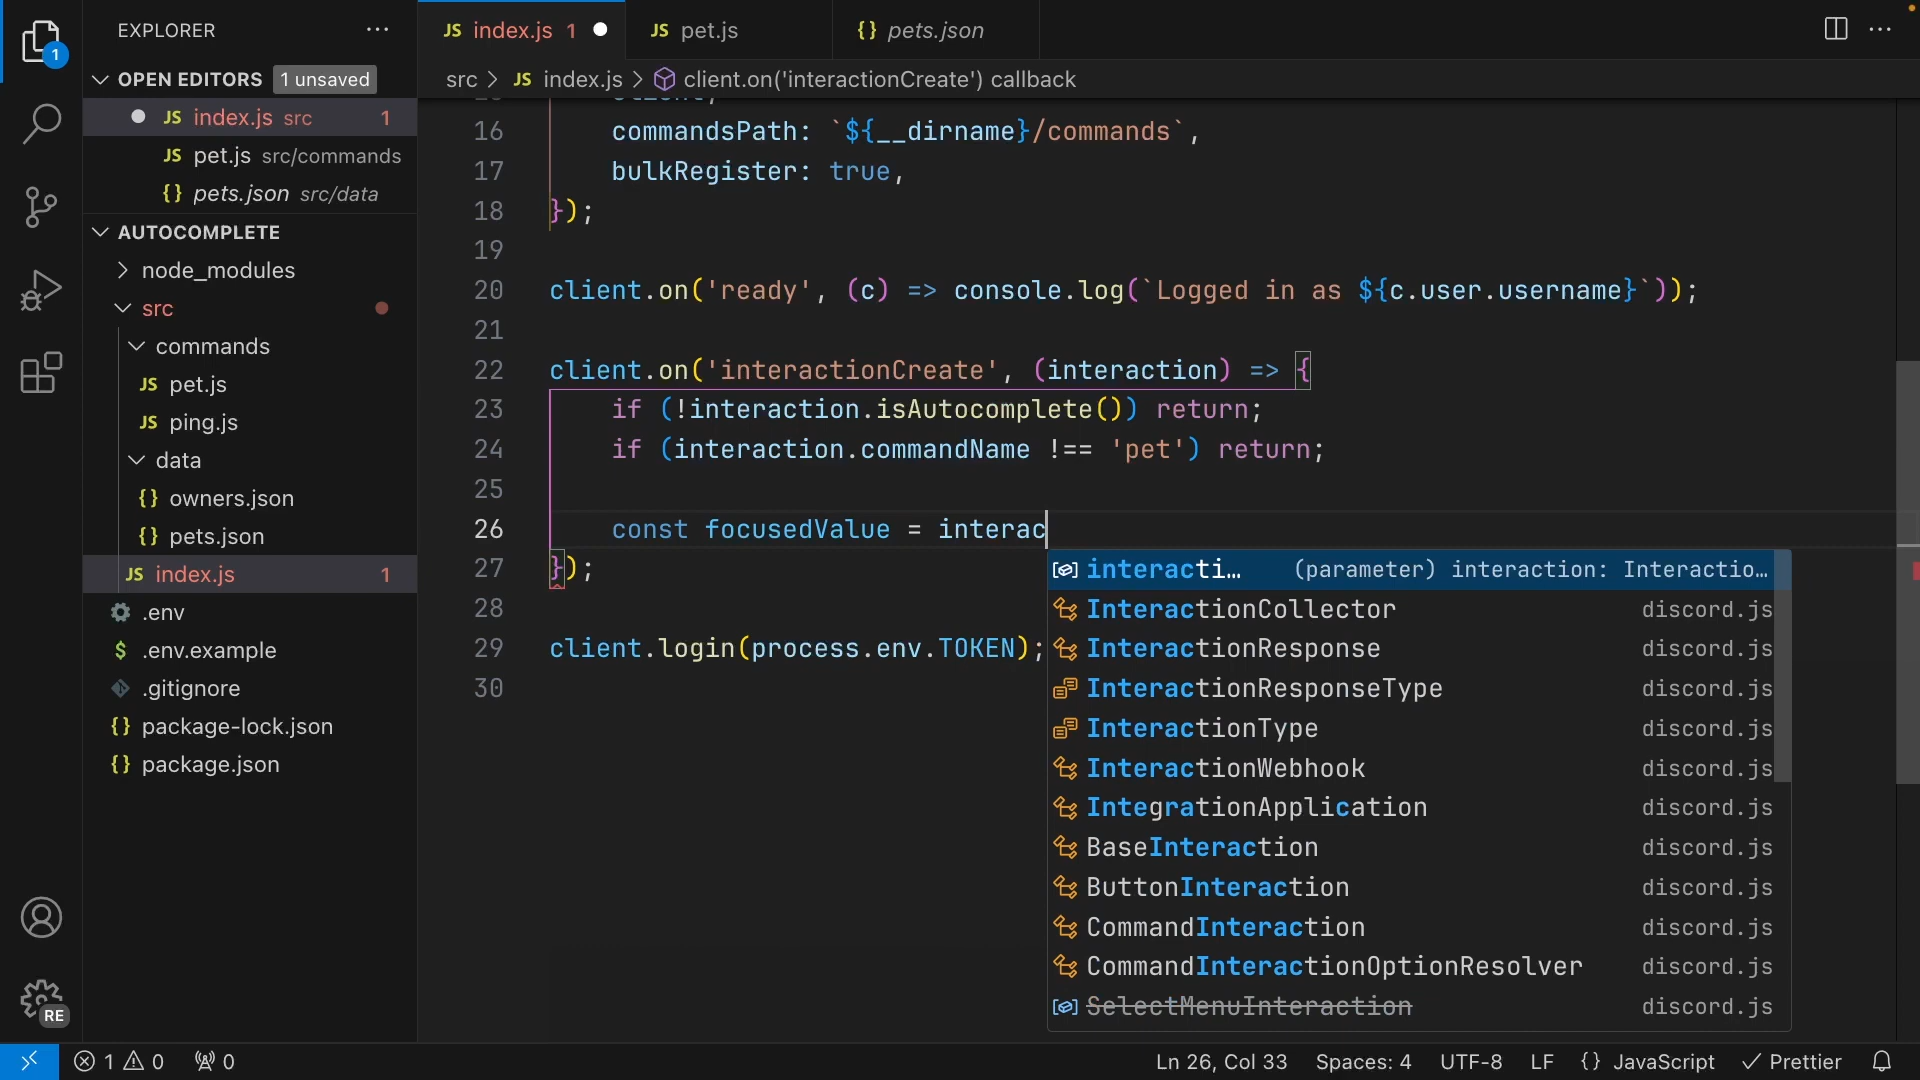 EXPLORER
OPEN EDITORS 1 unsaved
JS index.js src 1
JS pet.js src/commands
{} pets.json src/data
AUTOCOMPLETE
node_modules
src
commands
JS pet.js
JS ping.js
data
{} owners.json
{} pets.json
JS index.js 1
.env
$ .env.example
.gitignore
{} package-lock.json
{} package.json
1
RE
JS index.js 1
JS pet.js
{} pets.json
src > JS index.js > client.on('interactionCreate') callback
16 commandsPath: `${__dirname}/commands`,
17 bulkRegister: true,
18 });
19
20 client.on('ready', (c) => console.log(`Logged in as ${c.user.username}`));
21
22 client.on('interactionCreate', (interaction) => {
23 if (!interaction.isAutocomplete()) return;
24 if (interaction.commandName !== 'pet') return;
25
26 const focusedValue = interac
27 });
28
29 client.login(process.env.TOKEN);
30
interacti… (parameter) interaction: Interactio…
InteractionCollector discord.js
InteractionResponse discord.js
InteractionResponseType discord.js
InteractionType discord.js
InteractionWebhook discord.js
IntegrationApplication discord.js
BaseInteraction discord.js
ButtonInteraction discord.js
CommandInteraction discord.js
CommandInteractionOptionResolver discord.js
SelectMenuInteraction discord.js
1 0 0 Ln 26, Col 33 Spaces: 4 UTF-8 LF {} JavaScript Prettier